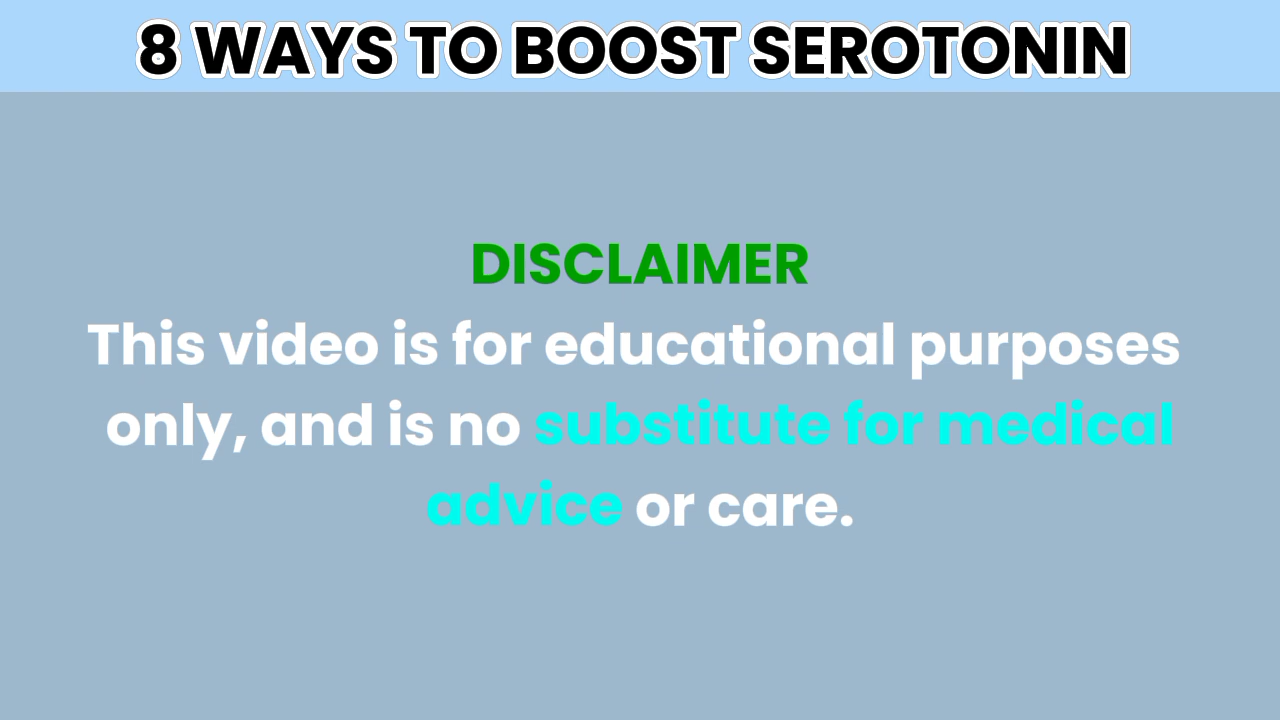 8 WAYS TO BOOST SEROTONIN
DISCLAIMER
This video is for educational purposes
only, and is no substitute for medical
advice or care.